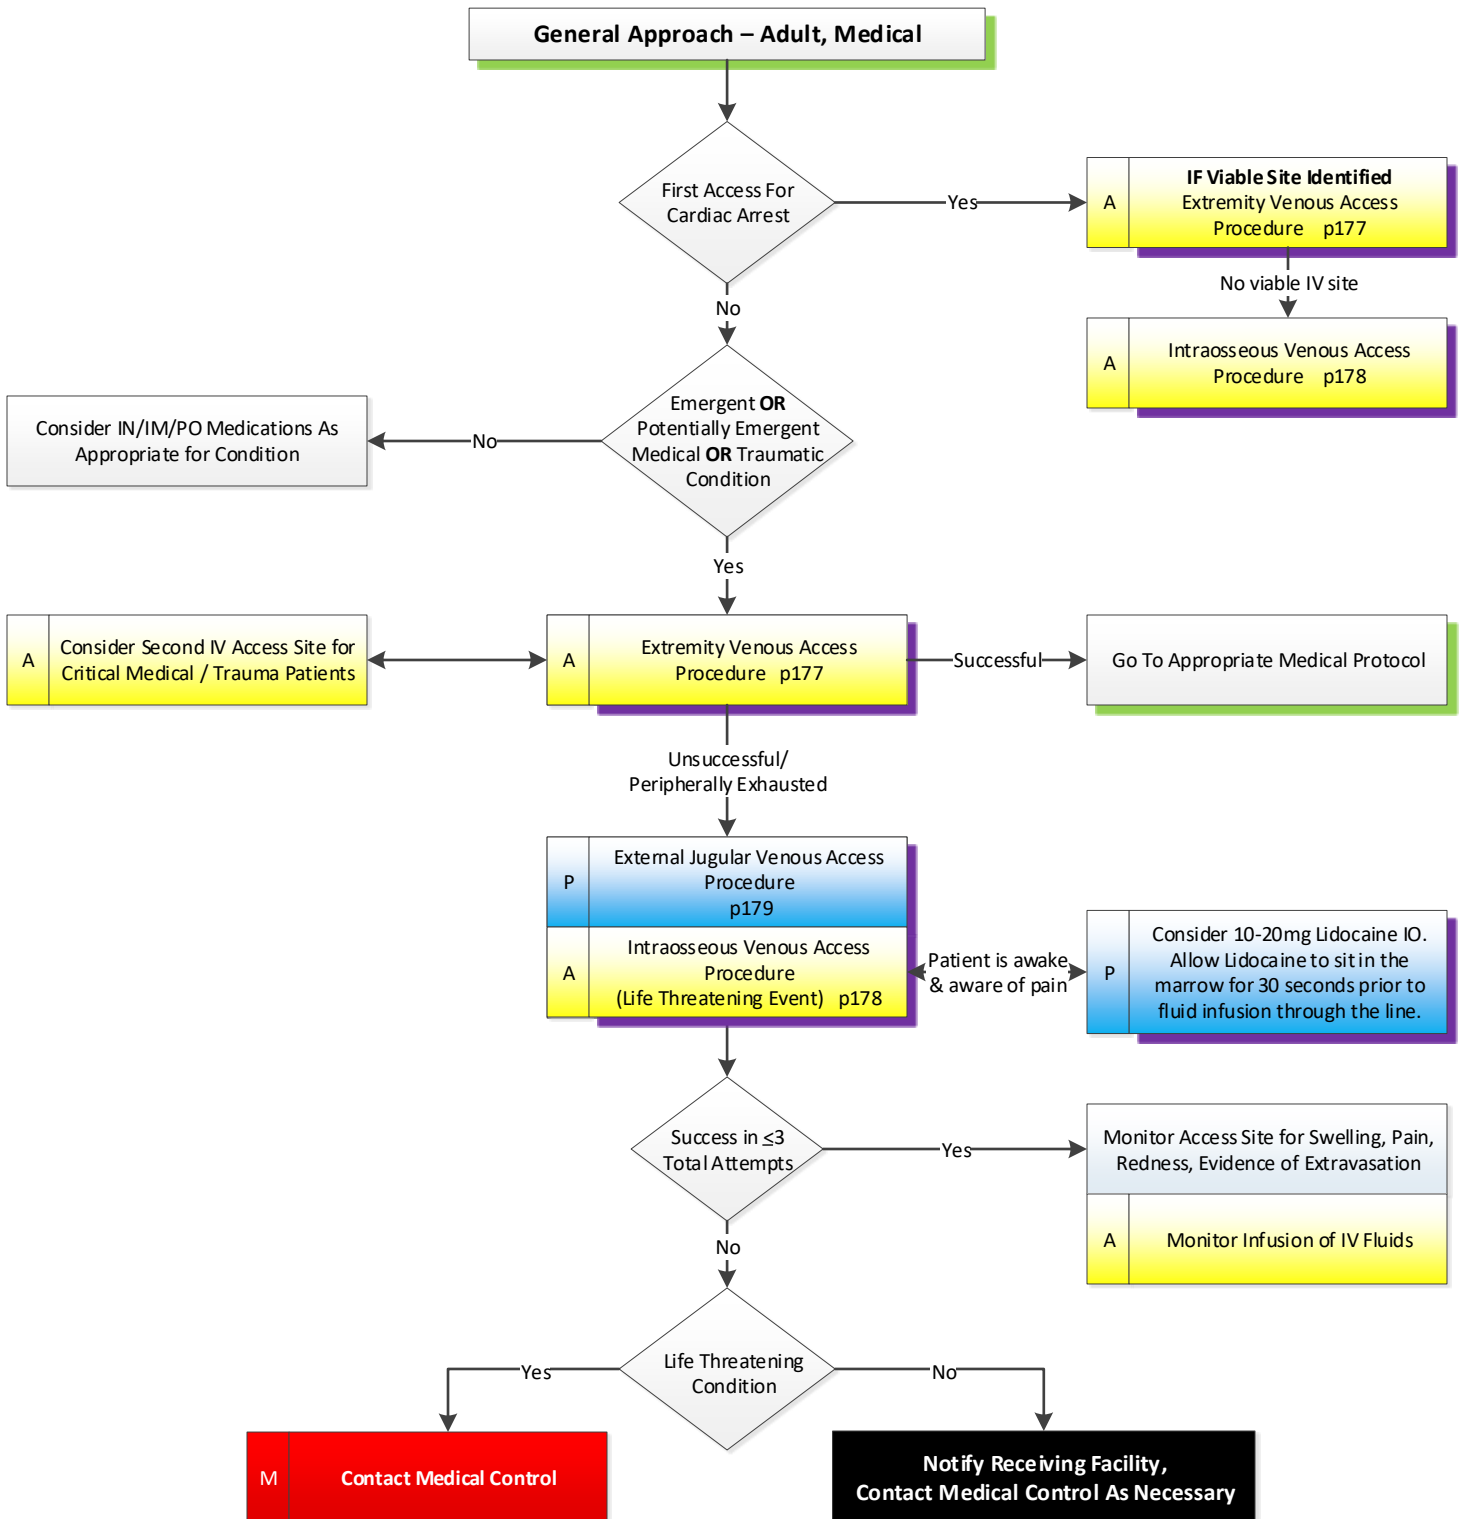 General Approach – Adult, Medical
First Access For
Cardiac Arrest
Yes
A
IF Viable Site Identified
Extremity Venous Access
Procedure p177
No viable IV site
A
Intraosseous Venous Access
Procedure p178
No
Emergent OR
Potentially Emergent
Medical OR Traumatic
Condition
No
Consider IN/IM/PO Medications As
Appropriate for Condition
Yes
A
Consider Second IV Access Site for
Critical Medical / Trauma Patients
A
Extremity Venous Access
Procedure p177
Successful
Go To Appropriate Medical Protocol
Unsuccessful/
Peripherally Exhausted
P
External Jugular Venous Access
Procedure
p179
A
Intraosseous Venous Access
Procedure
(Life Threatening Event) p178
Patient is awake
& aware of pain
P
Consider 10-20mg Lidocaine IO.
Allow Lidocaine to sit in the
marrow for 30 seconds prior to
fluid infusion through the line.
Success in ≤3
Total Attempts
Yes
Monitor Access Site for Swelling, Pain,
Redness, Evidence of Extravasation
A
Monitor Infusion of IV Fluids
No
Life Threatening
Condition
Yes
No
M
Contact Medical Control
Notify Receiving Facility,
Contact Medical Control As Necessary